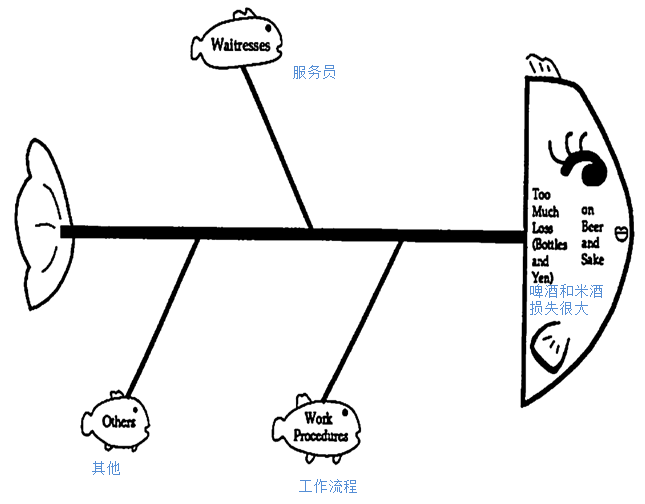 Waitresses
服务员
Too
Much
Loss
(Bottles
and
Yen)
on
Beer
and
Sake
啤酒和米酒
损失很大
Others
其他
Work
Procedures
工作流程